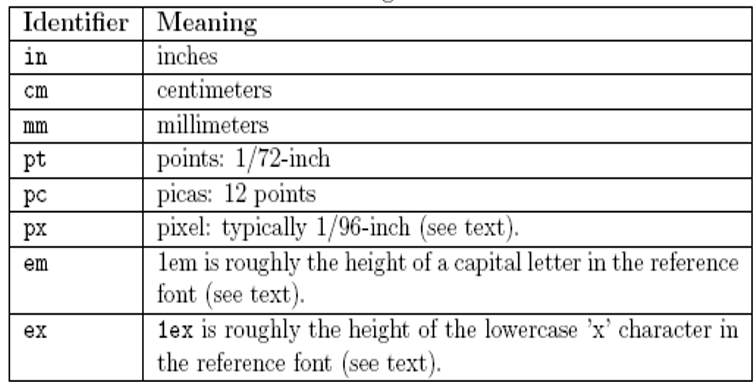 Identifier Meaning
in inches
cm centimeters
mm millimeters
pt points: 1/72-inch
pc picas: 12 points
px pixel: typically 1/96-inch (see text).
em 1em is roughly the height of a capital letter in the reference
font (see text).
ex 1ex is roughly the height of the lowercase 'x' character in
the reference font (see text).